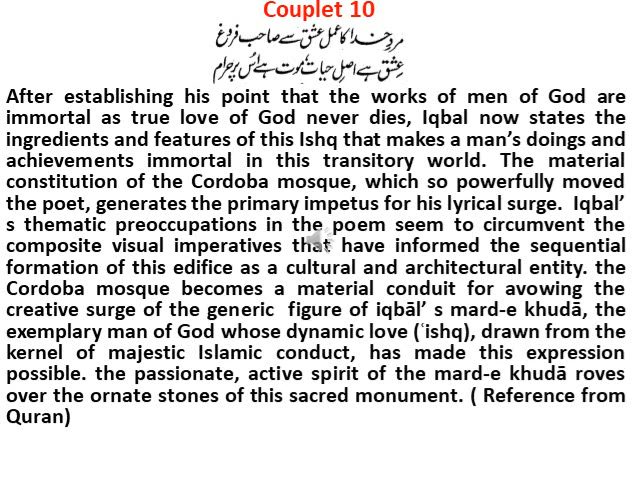 Couplet 10
مردِ خدا کا عمل عشق سے صاحب فروغ
عشق ہے اصلِ حیات، موت ہے اس پر حرام
After establishing his point that the works of men of God are
immortal as true love of God never dies, Iqbal now states the
ingredients and features of this Ishq that makes a man’s doings and
achievements immortal in this transitory world. The material
constitution of the Cordoba mosque, which so powerfully moved
the poet, generates the primary impetus for his lyrical surge.  Iqbal’
s thematic preoccupations in the poem seem to circumvent the
composite visual imperatives that have informed the sequential
formation of this edifice as a cultural and architectural entity. the
Cordoba mosque becomes a material conduit for avowing the
creative surge of the generic  figure of iqbāl’ s mard-e khudā, the
exemplary man of God whose dynamic love (ʿishq), drawn from the
kernel of majestic Islamic conduct, has made this expression
possible. the passionate, active spirit of the mard-e khudā roves
over the ornate stones of this sacred monument. ( Reference from
Quran)